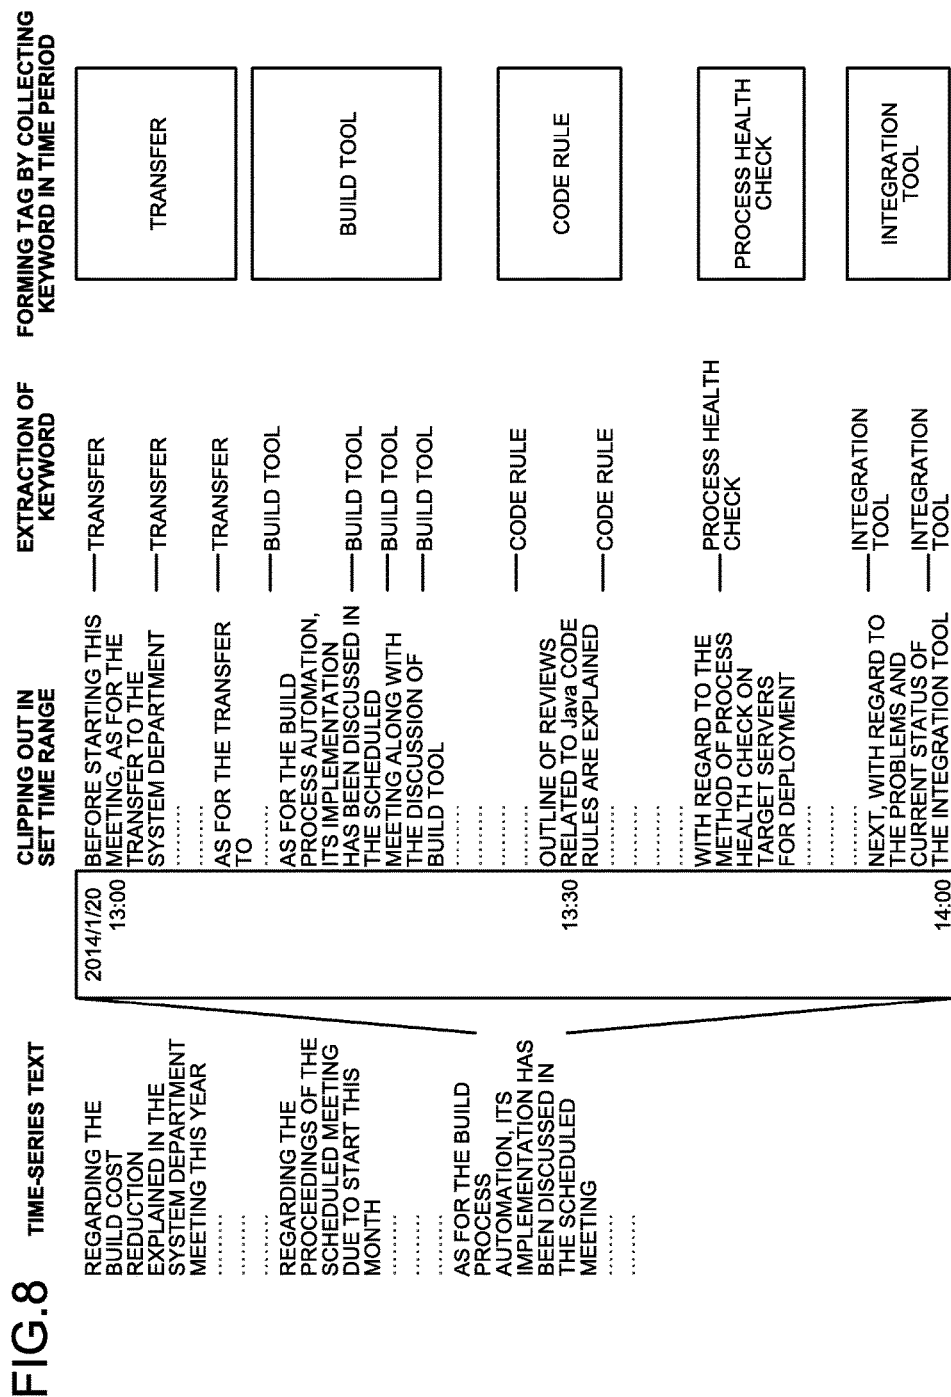 FIG.8
TIME-SERIES TEXT
REGARDING THE
BUILD COST
REDUCTION
EXPLAINED IN THE
SYSTEM DEPARTMENT
MEETING THIS YEAR
..........
..........
..........
REGARDING THE
PROCEEDINGS OF THE
SCHEDULED MEETING
DUE TO START THIS
MONTH
..........
..........
..........
AS FOR THE BUILD
PROCESS
AUTOMATION, ITS
IMPLEMENTATION HAS
BEEN DISCUSSED IN
THE SCHEDULED
MEETING
..........
..........
CLIPPING OUT IN
SET TIME RANGE
2014/1/20
13:00
13:30
14:00
BEFORE STARTING THIS
MEETING, AS FOR THE
TRANSFER TO THE
SYSTEM DEPARTMENT
..........
..........
AS FOR THE TRANSFER
TO
..........
AS FOR THE BUILD
PROCESS AUTOMATION,
ITS IMPLEMENTATION
HAS BEEN DISCUSSED IN
THE SCHEDULED
MEETING ALONG WITH
THE DISCUSSION OF
BUILD TOOL
..........
..........
..........
..........
OUTLINE OF REVIEWS
RELATED TO Java CODE
RULES ARE EXPLAINED
..........
..........
..........
..........
WITH REGARD TO THE
METHOD OF PROCESS
HEALTH CHECK ON
TARGET SERVERS
FOR DEPLOYMENT
..........
..........
..........
NEXT, WITH REGARD TO
THE PROBLEMS AND
CURRENT STATUS OF
THE INTEGRATION TOOL
EXTRACTION OF
KEYWORD
TRANSFER
TRANSFER
TRANSFER
BUILD TOOL
BUILD TOOL
BUILD TOOL
BUILD TOOL
CODE RULE
CODE RULE
PROCESS HEALTH
CHECK
INTEGRATION
TOOL
INTEGRATION
TOOL
FORMING TAG BY COLLECTING
KEYWORD IN TIME PERIOD
TRANSFER
BUILD TOOL
CODE RULE
PROCESS HEALTH
CHECK
INTEGRATION
TOOL